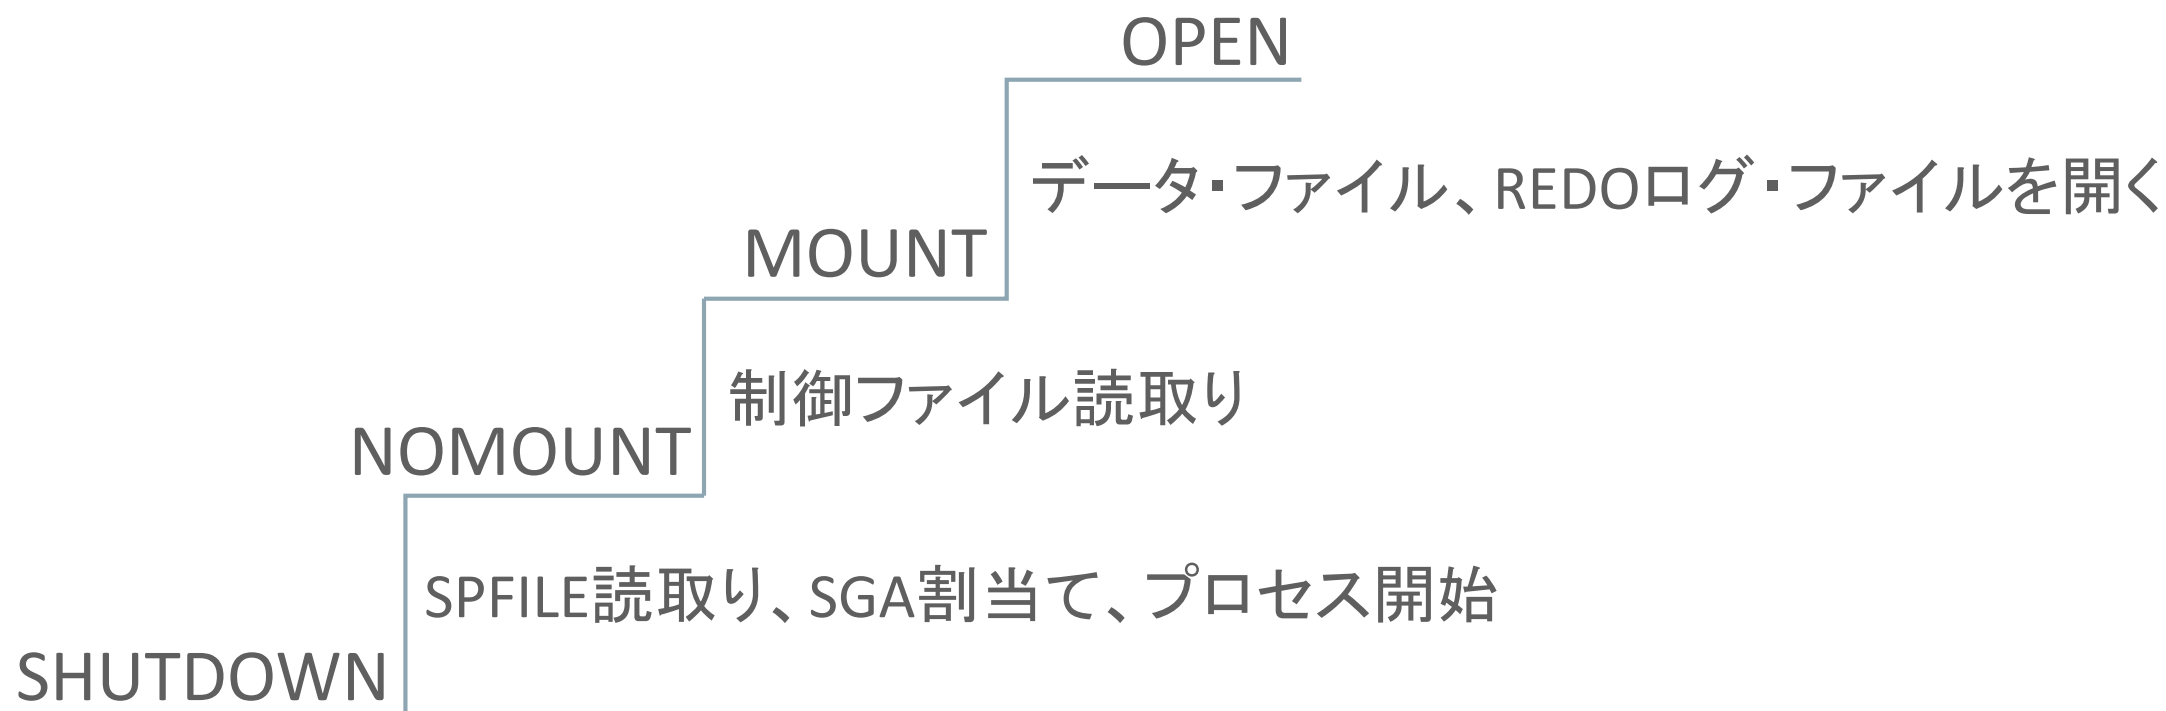 OPEN
データ・ファイル、REDOログ・ファイルを開く
MOUNT
制御ファイル読取り
NOMOUNT
SPFILE読取り、SGA割当て、プロセス開始
SHUTDOWN